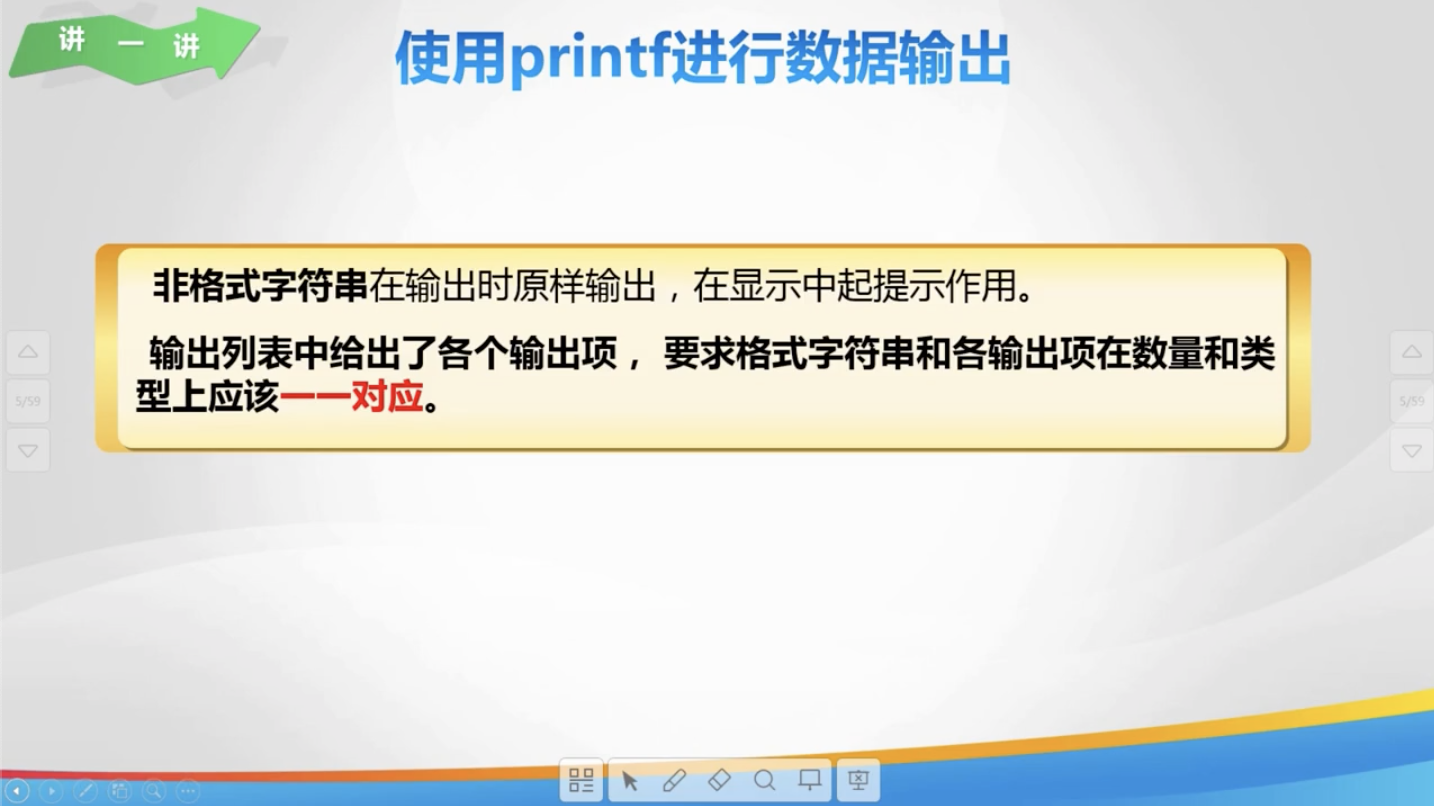 讲一讲
使用printf进行数据输出
非格式字符串在输出时原样输出，在显示中起提示作用。
输出列表中给出了各个输出项， 要求格式字符串和各输出项在数量和类
型上应该一一对应。
5/59
5/59